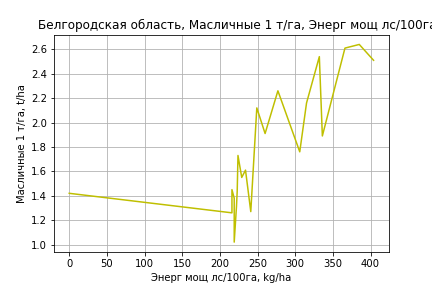 Белгородская область, Масличные 1 т/га, Энерг мощ лс/100га
2.6
2.4
2.2
2.0
1.8
1.6
1.4
1.2
1.0
Масличные 1 т/га, t/ha
0 50 100 150 200 250 300 350 400
Энерг мощ лс/100га, kg/ha